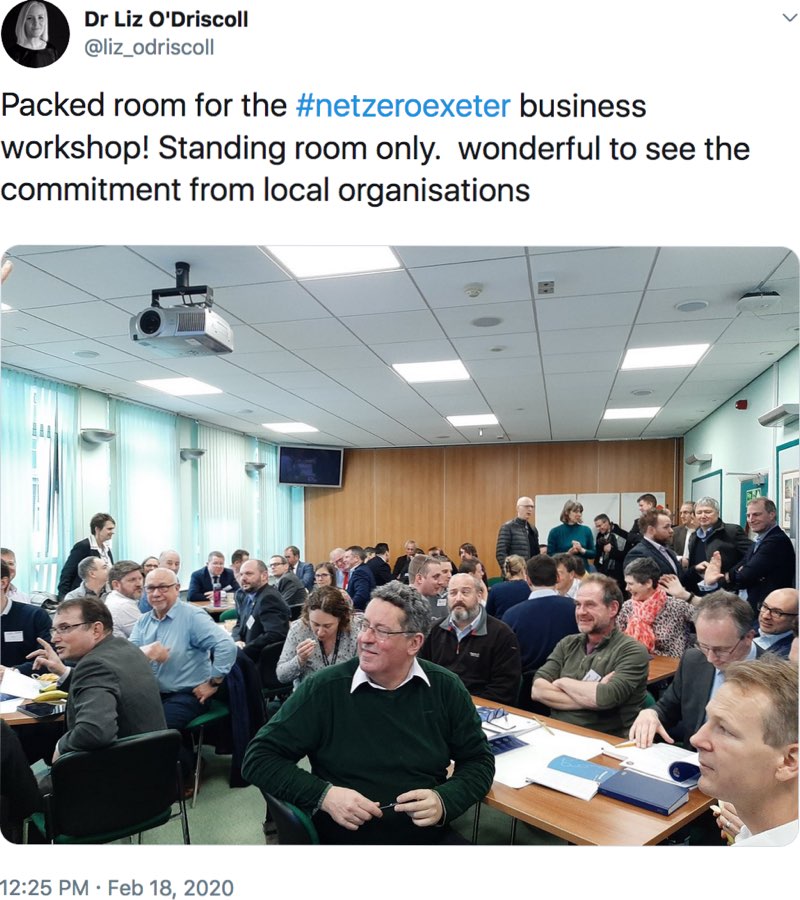 Dr Liz O'Driscoll
@liz_odriscoll
Packed room for the #netzeroexeter business
workshop! Standing room only.  wonderful to see the
commitment from local organisations
12:25 PM · Feb 18, 2020